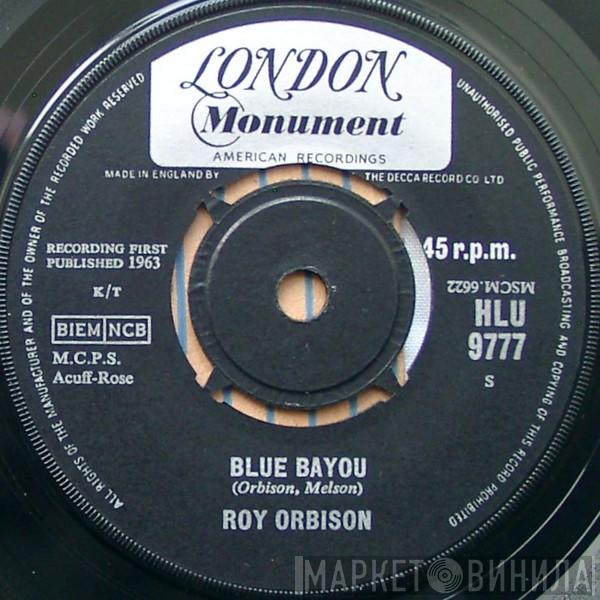 LONDON
Monument
AMERICAN RECORDINGS
MADE IN ENGLAND BY THE DECCA RECORD CO LTD
RECORDING FIRST
PUBLISHED 1963
K/T
BIEM NCB
M.C.P.S.
Acuff-Rose
45 r.p.m.
MSCM.6622
HLU
9777
S
BLUE BAYOU
(Orbison, Melson)
ROY ORBISON
ALL RIGHTS OF THE MANUFACTURER AND OF THE OWNER OF THE RECORDED WORK RESERVED
UNAUTHORISED PUBLIC PERFORMANCE BROADCASTING AND COPYING OF THIS RECORD PROHIBITED
МАРКЕТ ВИНИЛА